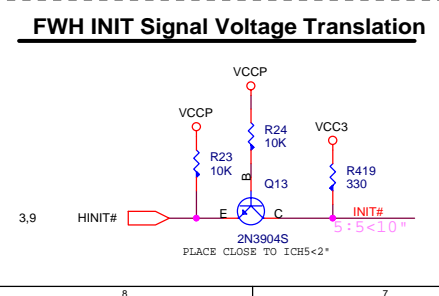 FWH INIT Signal Voltage Translation
VCCP
VCCP
R24
10K
VCC3
R23
10K
B
Q13
R419
330
3,9
HINIT#
E
C
INIT#
5:5<10"
2N3904S
PLACE CLOSE TO ICH5<2"
8
7